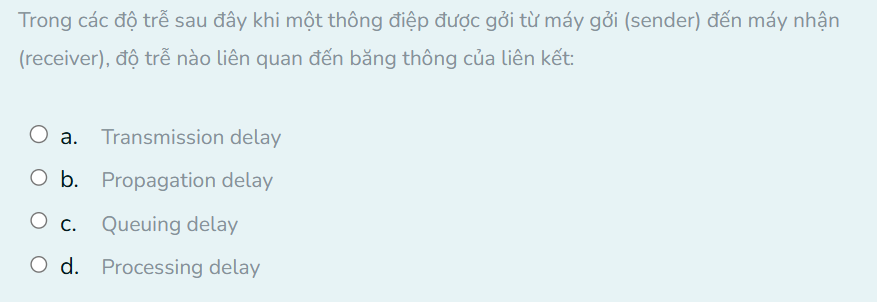 Trong các độ trễ sau đây khi một thông điệp được gởi từ máy gởi (sender) đến máy nhận
(receiver), độ trễ nào liên quan đến băng thông của liên kết:
a. Transmission delay
b. Propagation delay
c. Queuing delay
d. Processing delay